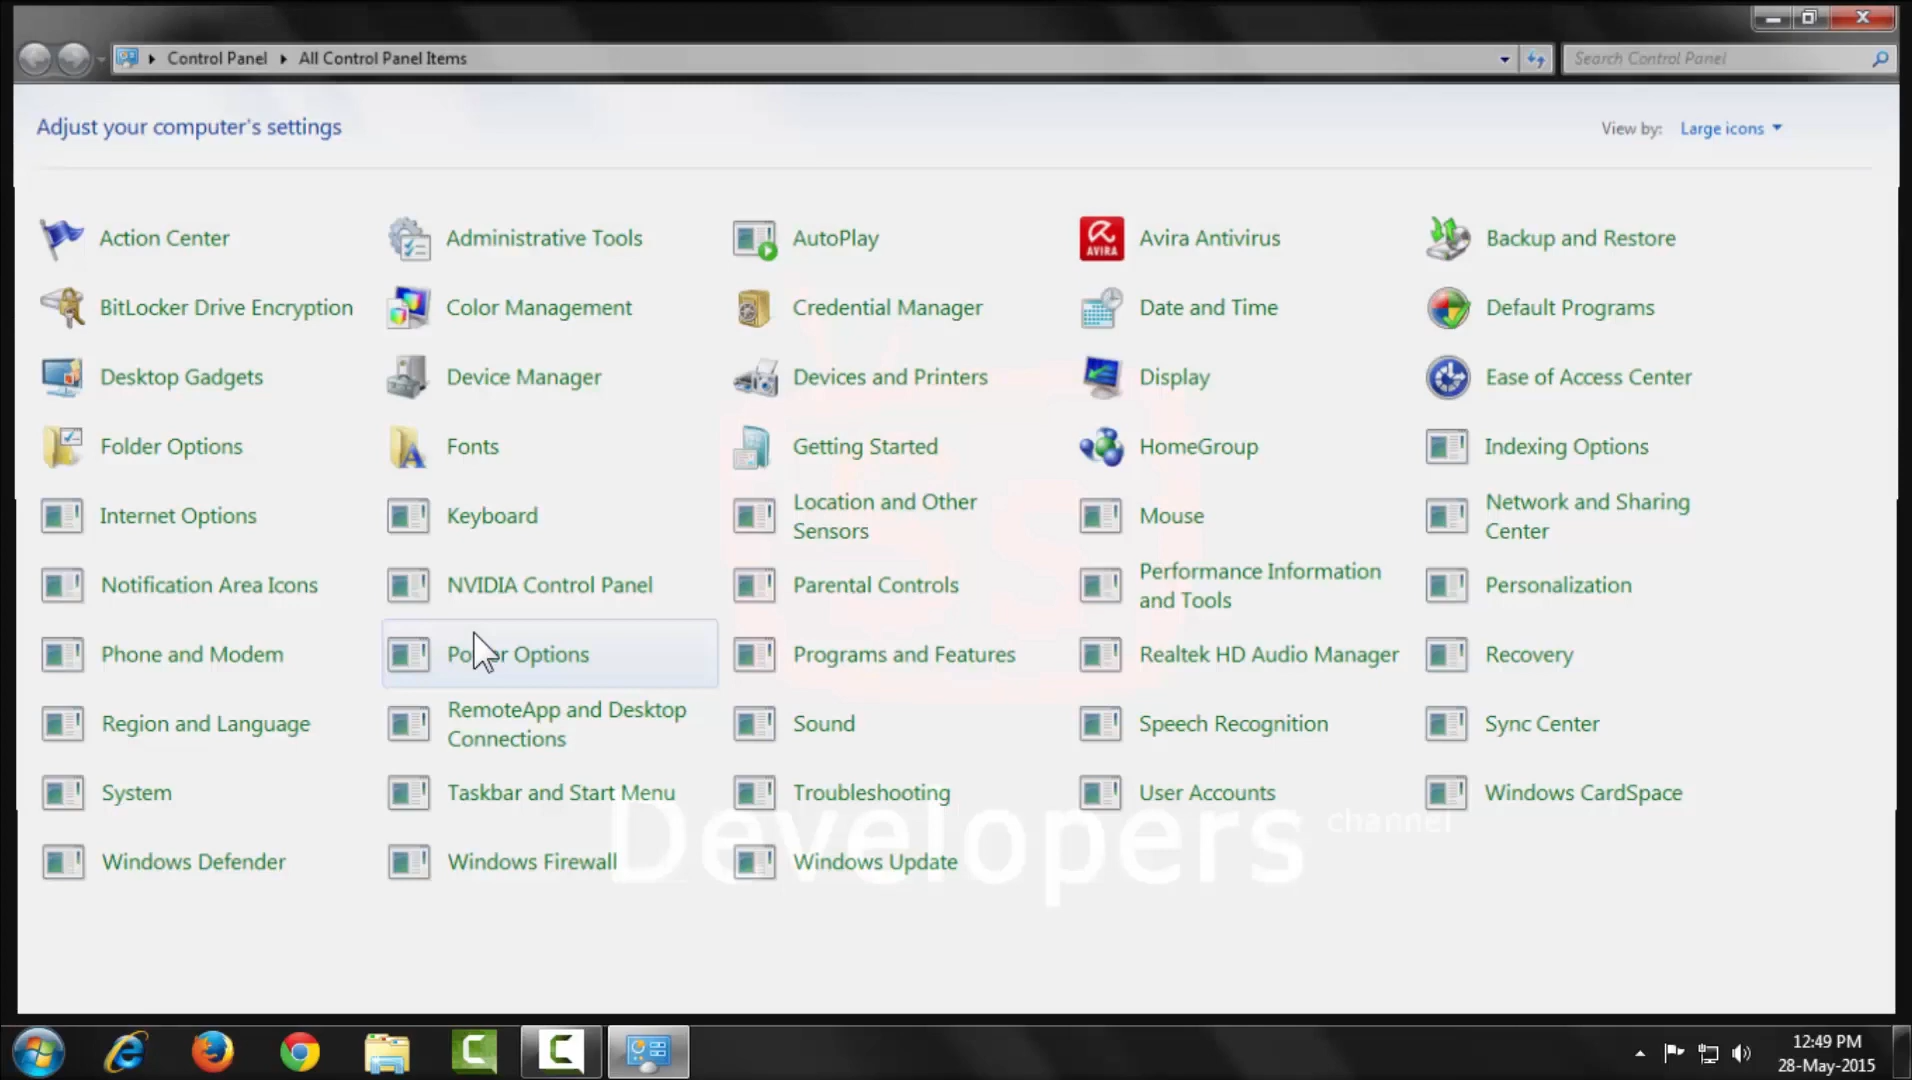 Control Panel All Control Panel Items
Search Control Panel
Adjust your computer's settings
View by: Large icons
Action Center
Administrative Tools
AutoPlay
AVIRA
Avira Antivirus
Backup and Restore
BitLocker Drive Encryption
Color Management
Credential Manager
Date and Time
Default Programs
Desktop Gadgets
Device Manager
Devices and Printers
Display
Ease of Access Center
Folder Options
Fonts
Getting Started
HomeGroup
Indexing Options
Internet Options
Keyboard
Location and Other
Sensors
Mouse
Network and Sharing
Center
Notification Area Icons
NVIDIA Control Panel
Parental Controls
Performance Information
and Tools
Personalization
Phone and Modem
Power Options
Programs and Features
Realtek HD Audio Manager
Recovery
Region and Language
RemoteApp and Desktop
Connections
Sound
Speech Recognition
Sync Center
System
Taskbar and Start Menu
Troubleshooting
User Accounts
Windows CardSpace
Developers channel
Windows Defender
Windows Firewall
Windows Update
12:49 PM
28-May-2015